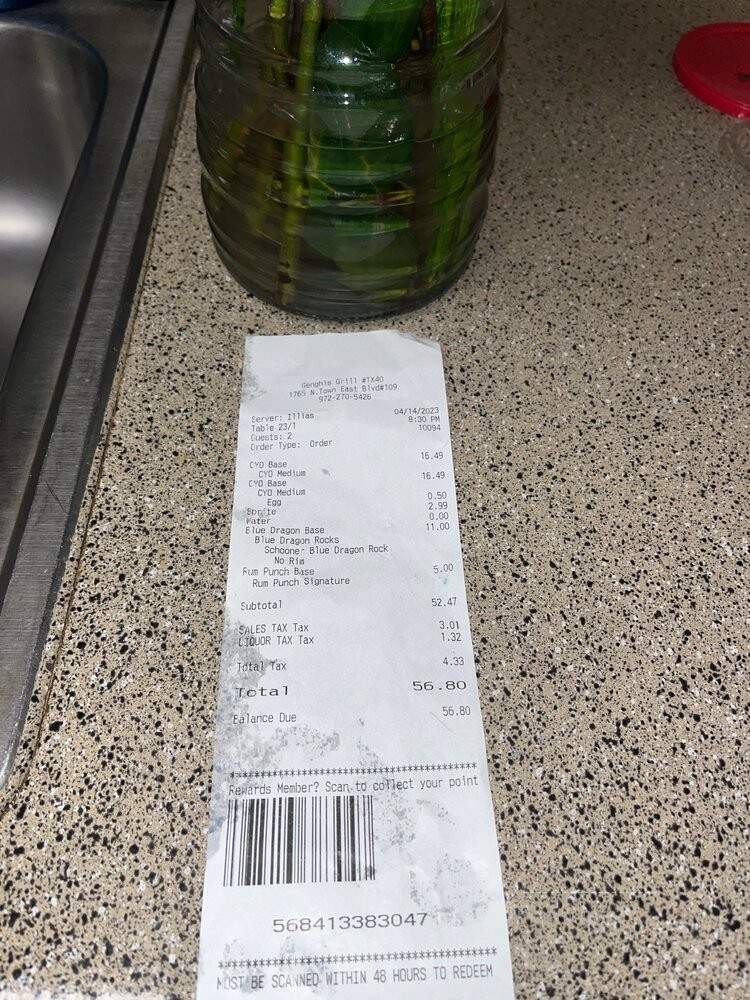 Genghis Grill #TX40
1765 N.Town East Blvd#109
972-270-5426
Server: Illias 04/14/2023
Table 23/1 8:30 PM
Guests: 2 10094
Order Type: Order
CYO Base 16.49
CYO Medium
CYO Base 16.49
CYO Medium
Egg 0.50
Sprite 2.99
Water 0.00
Blue Dragon Base 11.00
Blue Dragon Rocks
Schooner Blue Dragon Rock
No Rim
Rum Punch Base 5.00
Rum Punch Signature
Subtotal 52.47
SALES TAX Tax 3.01
LIQUOR TAX Tax 1.32
Total Tax 4.33
Total 56.80
Balance Due 56.80
Rewards Member? Scan to collect your point
568413383047
MUST BE SCANNED WITHIN 48 HOURS TO REDEEM